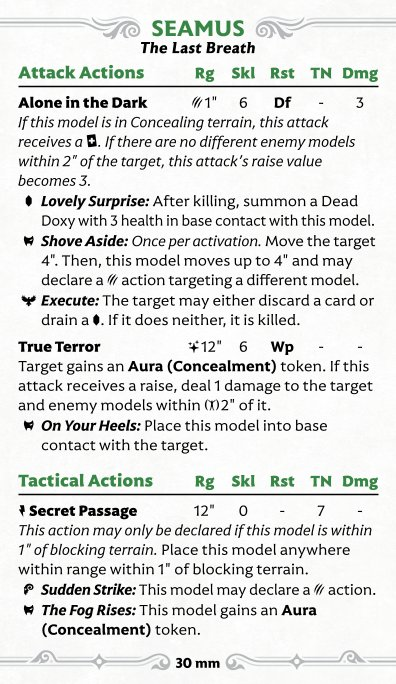 SEAMUS
The Last Breath
Attack Actions Rg Skl Rst TN Dmg
Alone in the Dark 1" 6 Df - 3
If this model is in Concealing terrain, this attack
receives a . If there are no different enemy models
within 2" of the target, this attack's raise value
becomes 3.
Lovely Surprise: After killing, summon a Dead
Doxy with 3 health in base contact with this model.
Shove Aside: Once per activation. Move the target
4". Then, this model moves up to 4" and may
declare a action targeting a different model.
Execute: The target may either discard a card or
drain a . If it does neither, it is killed.
True Terror 12" 6 Wp - -
Target gains an Aura (Concealment) token. If this
attack receives a raise, deal 1 damage to the target
and enemy models within 2" of it.
On Your Heels: Place this model into base
contact with the target.
Tactical Actions Rg Skl Rst TN Dmg
Secret Passage 12" 0 - 7 -
This action may only be declared if this model is within
1" of blocking terrain. Place this model anywhere
within range within 1" of blocking terrain.
Sudden Strike: This model may declare a action.
The Fog Rises: This model gains an Aura
(Concealment) token.
30 mm